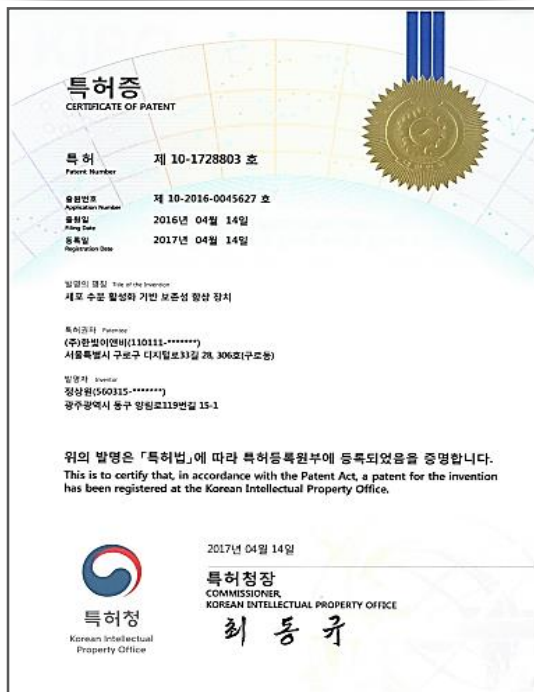 특허증
CERTIFICATE OF PATENT
특 허 제 10-1728803 호
Patent Number
출원번호 제 10-2016-0045627 호
Application Number
출원일 2016년 04월 14일
Filing Date
등록일 2017년 04월 14일
Registration Date
발명의 명칭 Title of the Invention
세포 수분 활성화 기반 보존성 향상 장치
특허권자 Patentee
(주)한빛이앤비(110111-*******)
서울특별시 구로구 디지털로33길 28, 306호(구로동)
발명자 Inventor
정상원(560315-*******)
광주광역시 동구 양림로119번길 15-1
위의 발명은 「특허법」에 따라 특허등록원부에 등록되었음을 증명합니다.
This is to certify that, in accordance with the Patent Act, a patent for the invention
has been registered at the Korean Intellectual Property Office.
2017년 04월 14일
특허청장
COMMISSIONER,
KOREAN INTELLECTUAL PROPERTY OFFICE
최동규
특허청
Korean Intellectual
Property Office